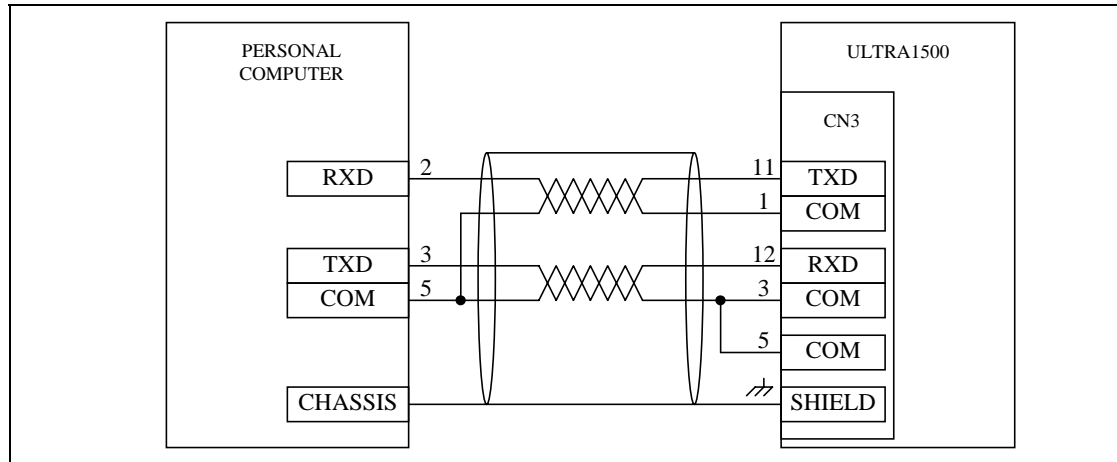 PERSONAL
COMPUTER
ULTRA1500
CN3
RXD 2 11 TXD
1 COM
TXD 3 12 RXD
COM 5 3 COM
5 COM
CHASSIS SHIELD